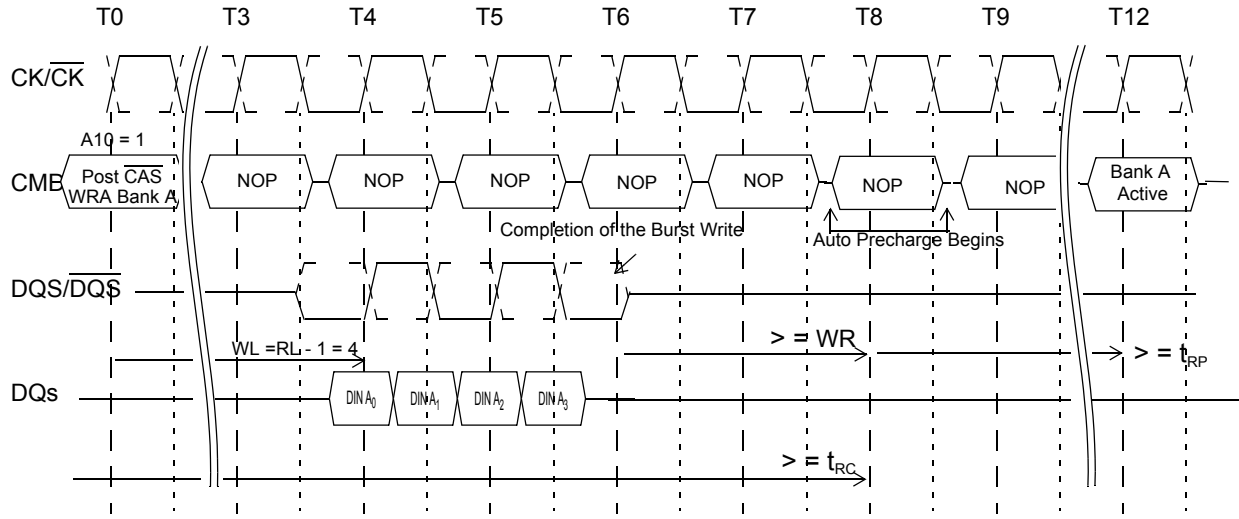 T0 T3 T4 T5 T6 T7 T8 T9 T12
CK/CK
A10 = 1
CMB
Post CAS
WRA Bank A
NOP NOP NOP NOP NOP NOP NOP
Bank A
Active
Completion of the Burst Write
Auto Precharge Begins
DQS/DQS
WL =RL - 1 = 4
> = WR
> = tRP
DQs
DIN A0 DIN A1 DIN A2 DIN A3
> = tRC